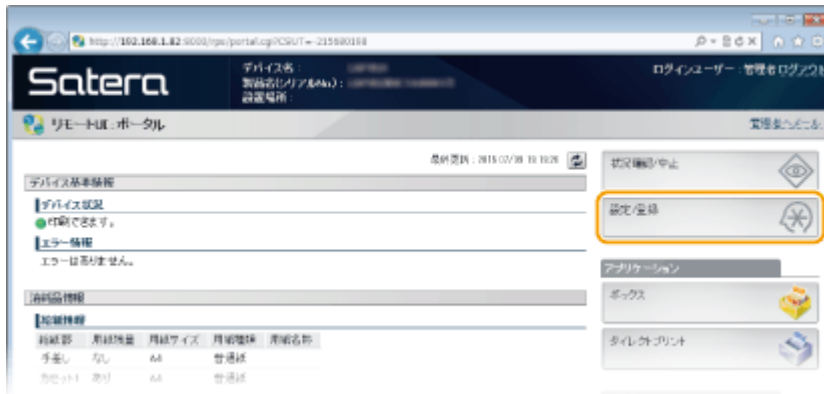 http://192.168.1.82:8000/rps/portal.cgi?CSUT=-215690198
Satera
デバイス名:
製品名(シリアルNo.):
設置場所:
ログインユーザー : 管理者 ログアウト
リモートUI : ポータル
管理者へメール
最終更新 :
デバイス基本情報
デバイス状況
印刷できます。
エラー情報
エラーはありません。
消耗品情報
給紙情報
給紙部 用紙残量 用紙サイズ 用紙種類 用紙名称
手差し なし A4 普通紙
カセット1 あり A4 普通紙
状況確認/中止
設定/登録
アプリケーション
ボックス
ダイレクトプリント